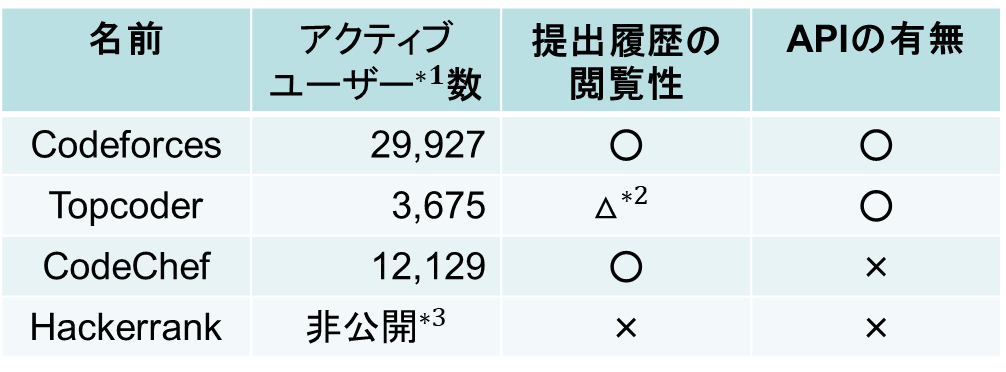 名前 アクティブ 提出履歴の APIの有無
ユーザー*1数 閲覧性
Codeforces 29,927 〇 〇
Topcoder 3,675 △*2 〇
CodeChef 12,129 〇 ×
Hackerrank 非公開*3 × ×